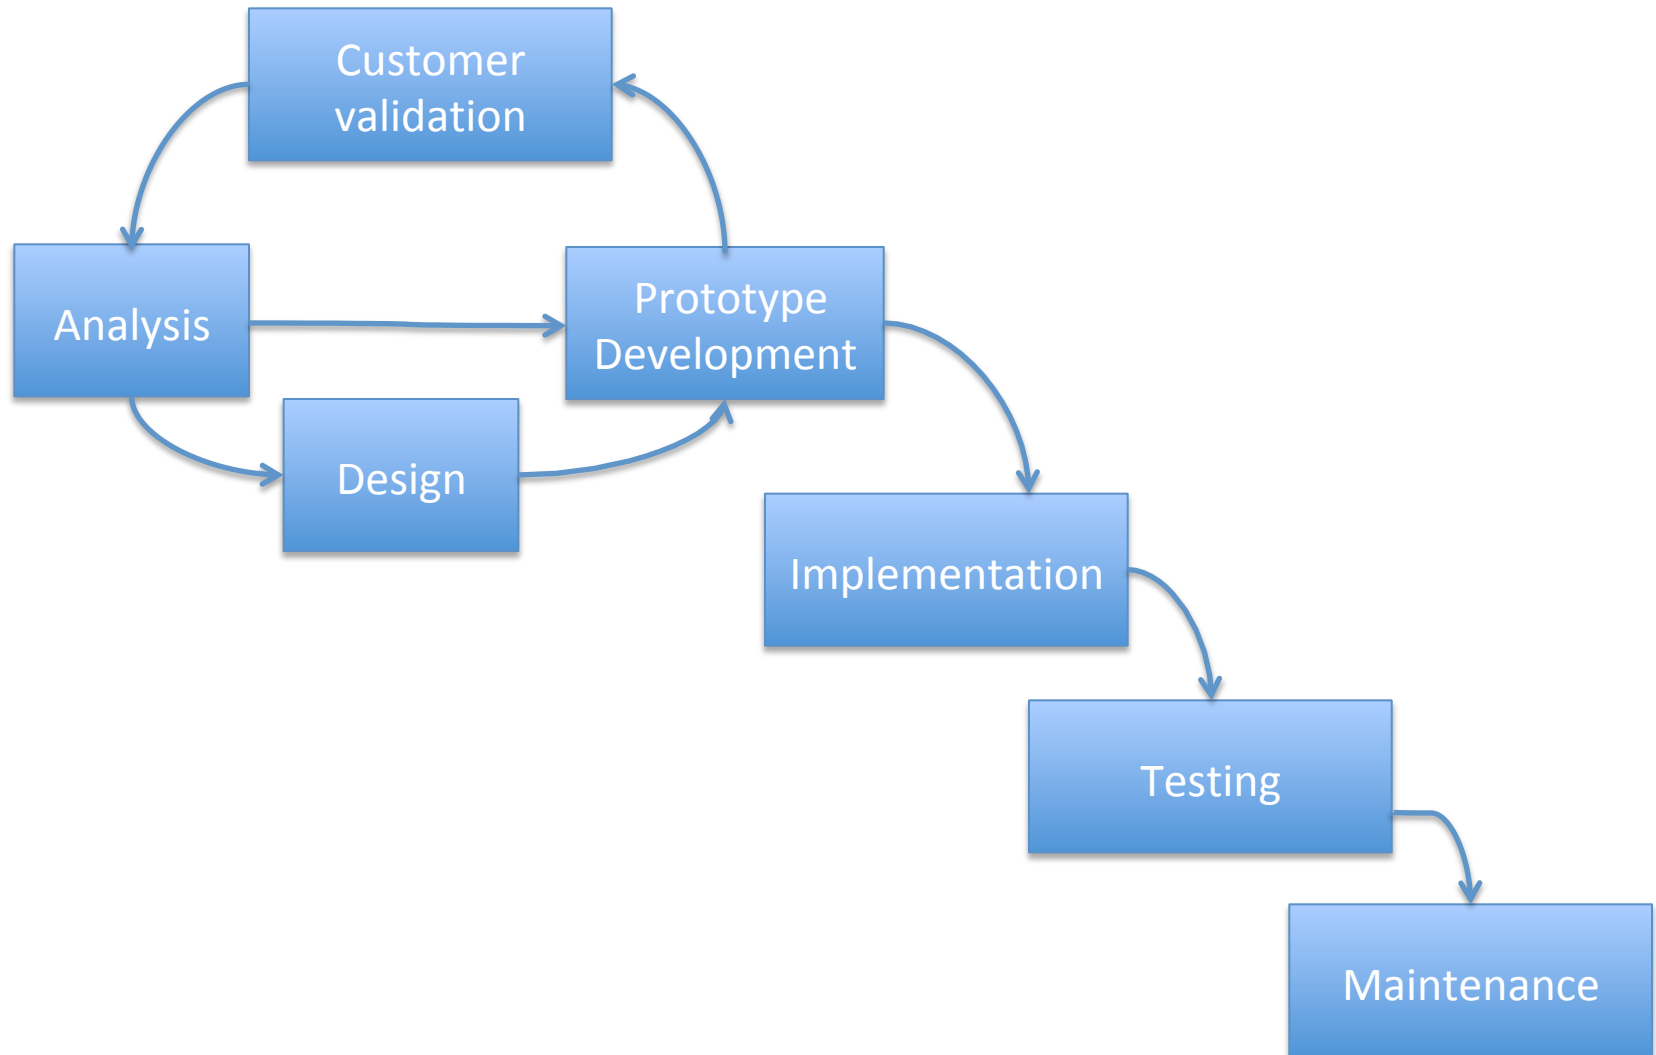 Customer
validation
Analysis
Prototype
Development
Design
Implementation
Testing
Maintenance